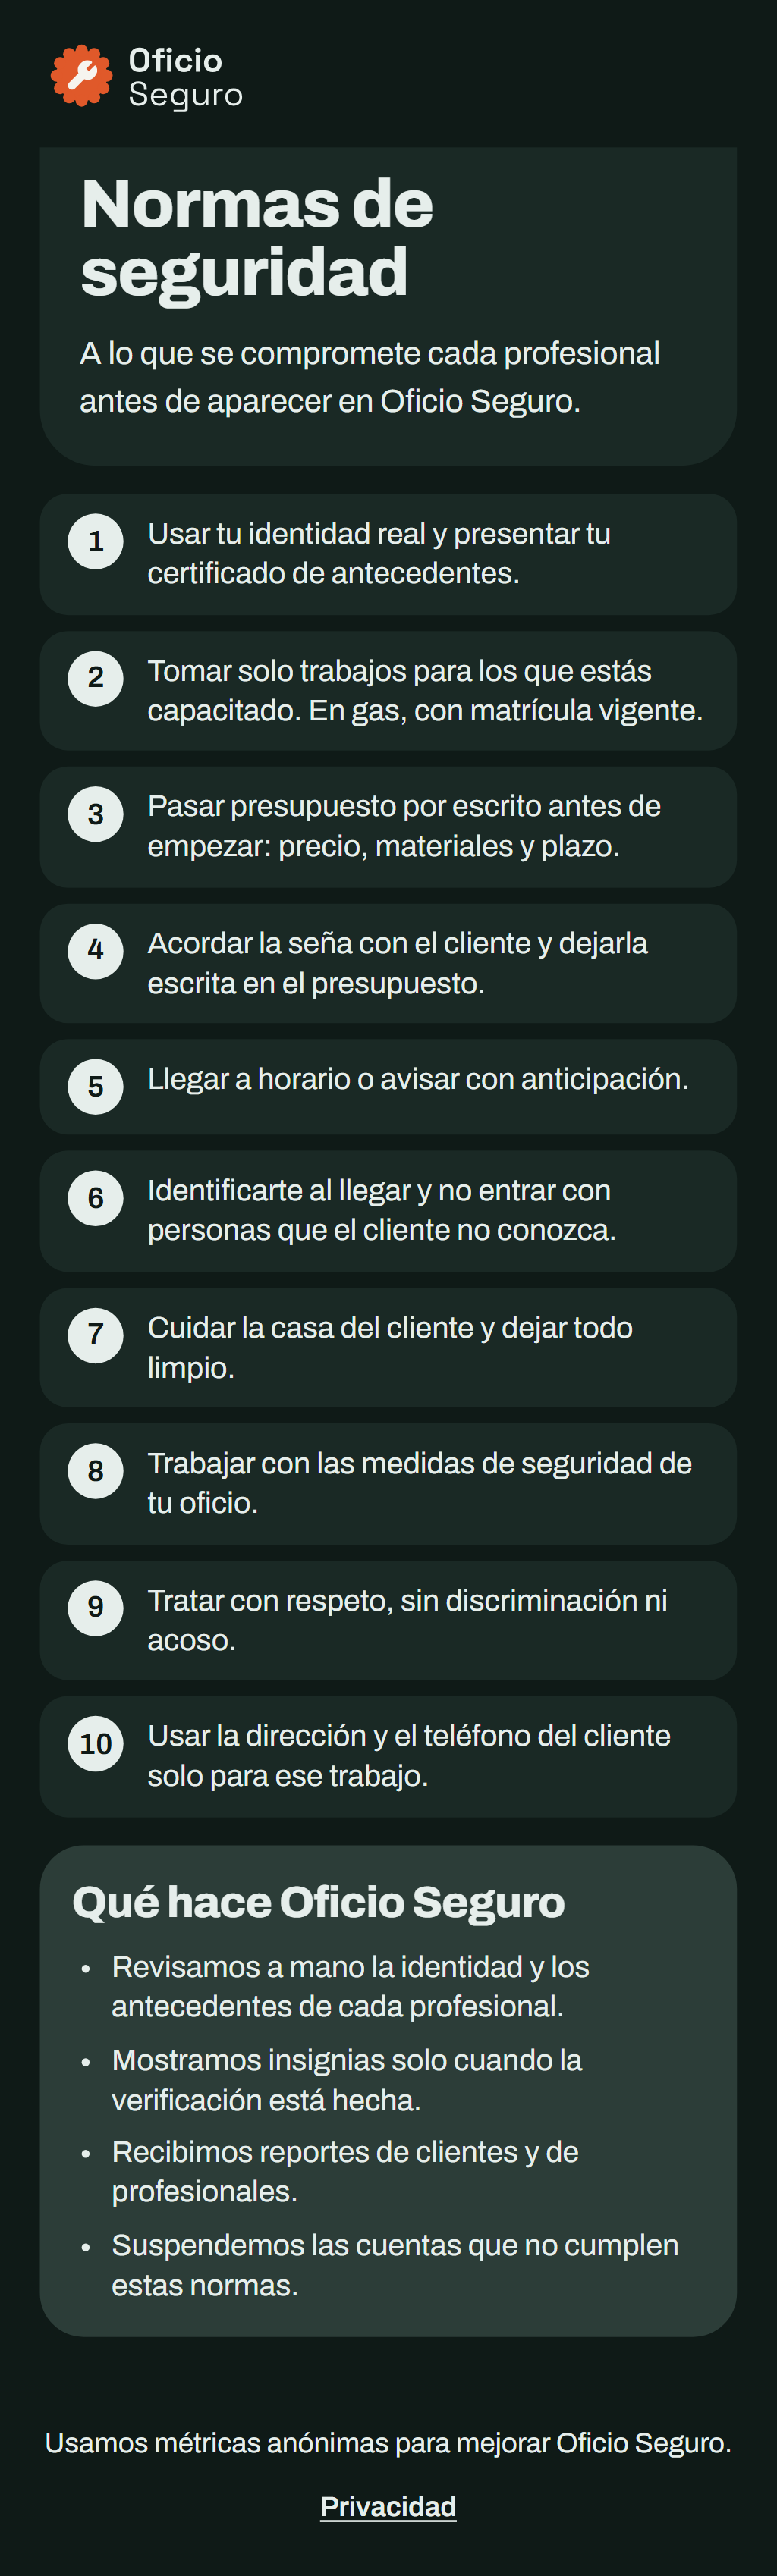 Oficio
Seguro
Normas de
seguridad
A lo que se compromete cada profesional
antes de aparecer en Oficio Seguro.
1 Usar tu identidad real y presentar tu
certificado de antecedentes.
2 Tomar solo trabajos para los que estás
capacitado. En gas, con matrícula vigente.
3 Pasar presupuesto por escrito antes de
empezar: precio, materiales y plazo.
4 Acordar la seña con el cliente y dejarla
escrita en el presupuesto.
5 Llegar a horario o avisar con anticipación.
6 Identificarte al llegar y no entrar con
personas que el cliente no conozca.
7 Cuidar la casa del cliente y dejar todo
limpio.
8 Trabajar con las medidas de seguridad de
tu oficio.
9 Tratar con respeto, sin discriminación ni
acoso.
10 Usar la dirección y el teléfono del cliente
solo para ese trabajo.
Qué hace Oficio Seguro
• Revisamos a mano la identidad y los
antecedentes de cada profesional.
• Mostramos insignias solo cuando la
verificación está hecha.
• Recibimos reportes de clientes y de
profesionales.
• Suspendemos las cuentas que no cumplen
estas normas.
Usamos métricas anónimas para mejorar Oficio Seguro.
Privacidad